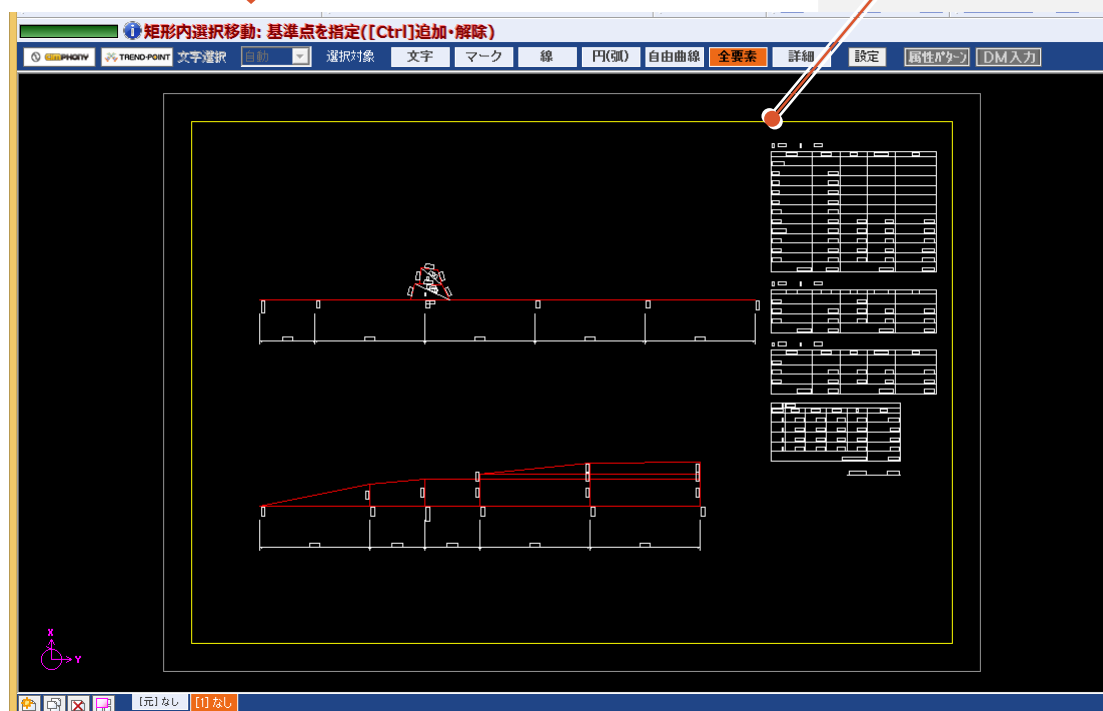 矩形内選択移動: 基準点を指定([Ctrl]追加・解除)
SiTEPHONY TREND-POINT 文字選択 自動 選択対象 文字 マーク 線 円(弧) 自由曲線 全要素 詳細 設定 属性パターン DM入力
X
Y
[元] なし [1] なし